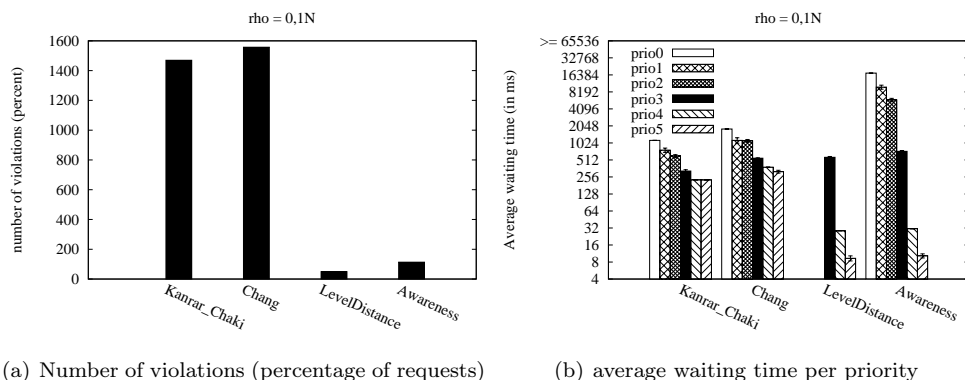 rho = 0,1N
number of violations (percent)
1600
1400
1200
1000
800
600
400
200
0
Kanrar_Chaki
Chang
LevelDistance
Awareness
(a) Number of violations (percentage of requests)
rho = 0,1N
Average waiting time (in ms)
>= 65536
32768
16384
8192
4096
2048
1024
512
256
128
64
32
16
8
4
prio0
prio1
prio2
prio3
prio4
prio5
Kanrar_Chaki
Chang
LevelDistance
Awareness
(b) average waiting time per priority